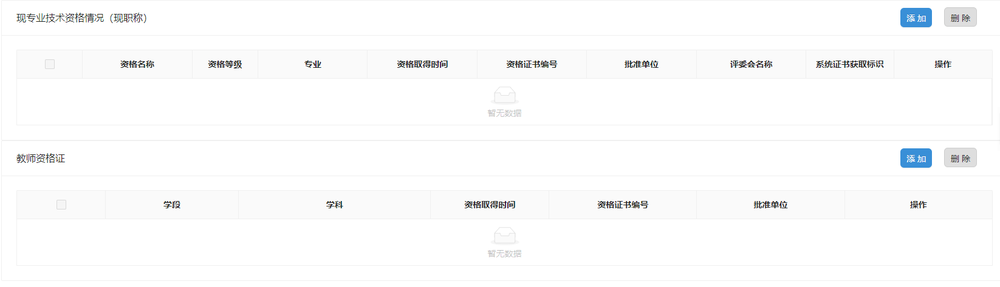 现专业技术资格情况（现职称） 添 加 删 除
资格名称 资格等级 专业 资格取得时间 资格证书编号 批准单位 评委会名称 系统证书获取标识 操作
暂无数据
教师资格证 添 加 删 除
学段 学科 资格取得时间 资格证书编号 批准单位 操作
暂无数据